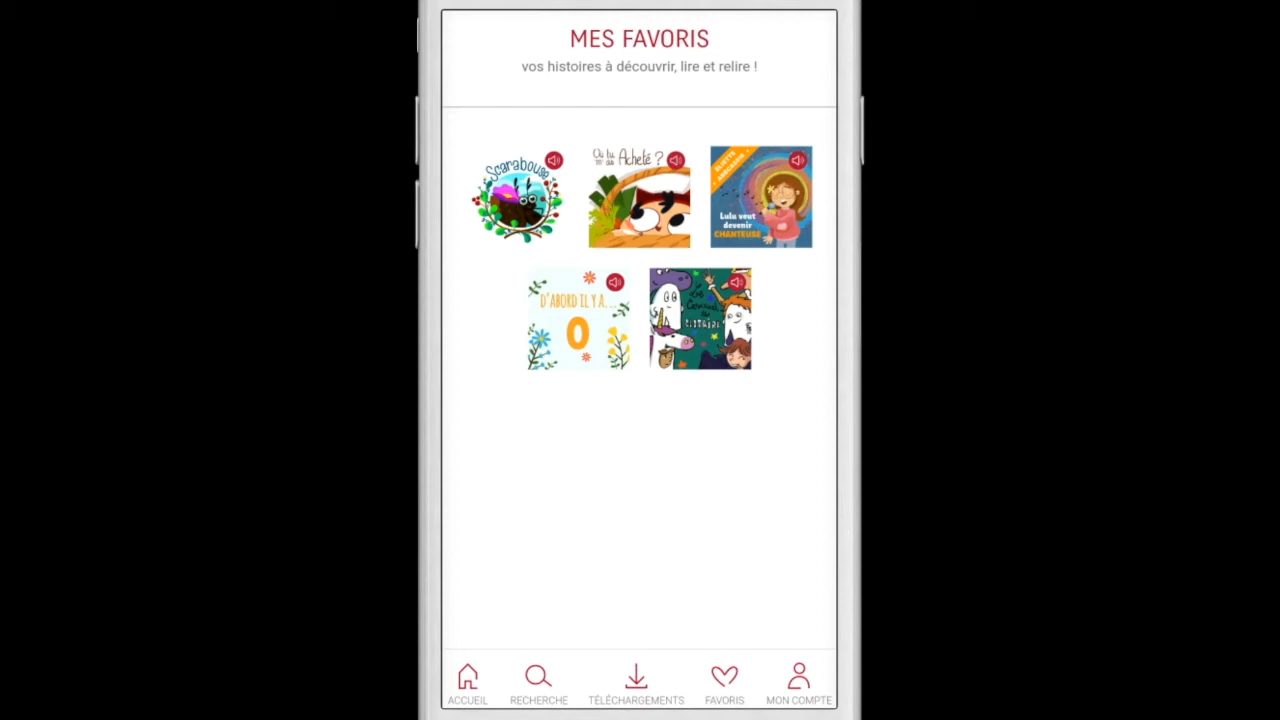 MES FAVORIS
vos histoires à découvrir, lire et relire !
Scarabouse
Où tu
m'as Acheté ?
Lulu veut
devenir
CHANTEUSE
D'ABORD IL Y A...
0
ACCUEIL
RECHERCHE
TÉLÉCHARGEMENTS
FAVORIS
MON COMPTE